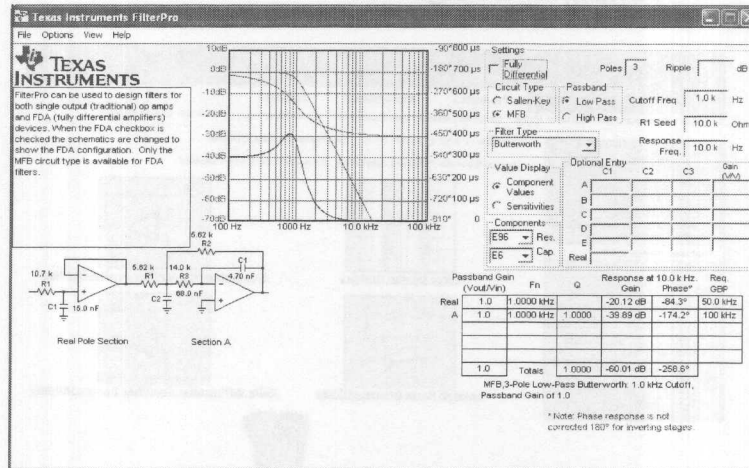 Texas Instruments FilterPro
File Options View Help
TEXAS
INSTRUMENTS
FilterPro can be used to design filters for
both single output (traditional) op amps
and FDA (fully differential amplifiers)
devices. When the FDA checkbox is
checked the schematics are changed to
show the FDA configuration. Only the
MFB circuit type is available for FDA
filters.
10dB
0dB
-10dB
-20dB
-30dB
-40dB
-50dB
-60dB
-70dB
100 Hz
1000 Hz
10.0 kHz
100 kHz
-90° 800 µs
-180° 700 µs
-270° 600 µs
-360° 500 µs
-450° 400 µs
-540° 300 µs
-630° 200 µs
-720° 100 µs
-810° 0
Settings
Fully
Differential
Poles 3
Ripple dB
Circuit Type
Sallen-Key
MFB
Passband
Low Pass
High Pass
Cutoff Freq 1.0 k Hz
R1 Seed 10.0 k Ohm
Response
Freq. 10.0 k Hz
Filter Type
Butterworth
Value Display
Component
Values
Sensitivities
Components
E96 Res.
E6 Cap
Optional Entry
C1 C2 C3 Gain
(V/V)
A
B
C
D
E
Real
10.7 k
R1
C1
15.0 nF
Real Pole Section
5.62 k
R1
14.0 k
R3
5.62 k
R2
C1
4.70 nF
C2
68.0 nF
Section A
Passband Gain
(Vout/Vin) Fn Q Response at 10.0 kHz. Req.
Gain Phase* GBP
Real 1.0 1.0000 kHz -20.12 dB -84.3° 50.0 kHz
A 1.0 1.0000 kHz 1.0000 -39.89 dB -174.2° 100 kHz
1.0 Totals 1.0000 -60.01 dB -258.6°
MFB,3-Pole Low-Pass Butterworth: 1.0 kHz Cutoff,
Passband Gain of 1.0
* Note: Phase response is not
corrected 180° for inverting stages